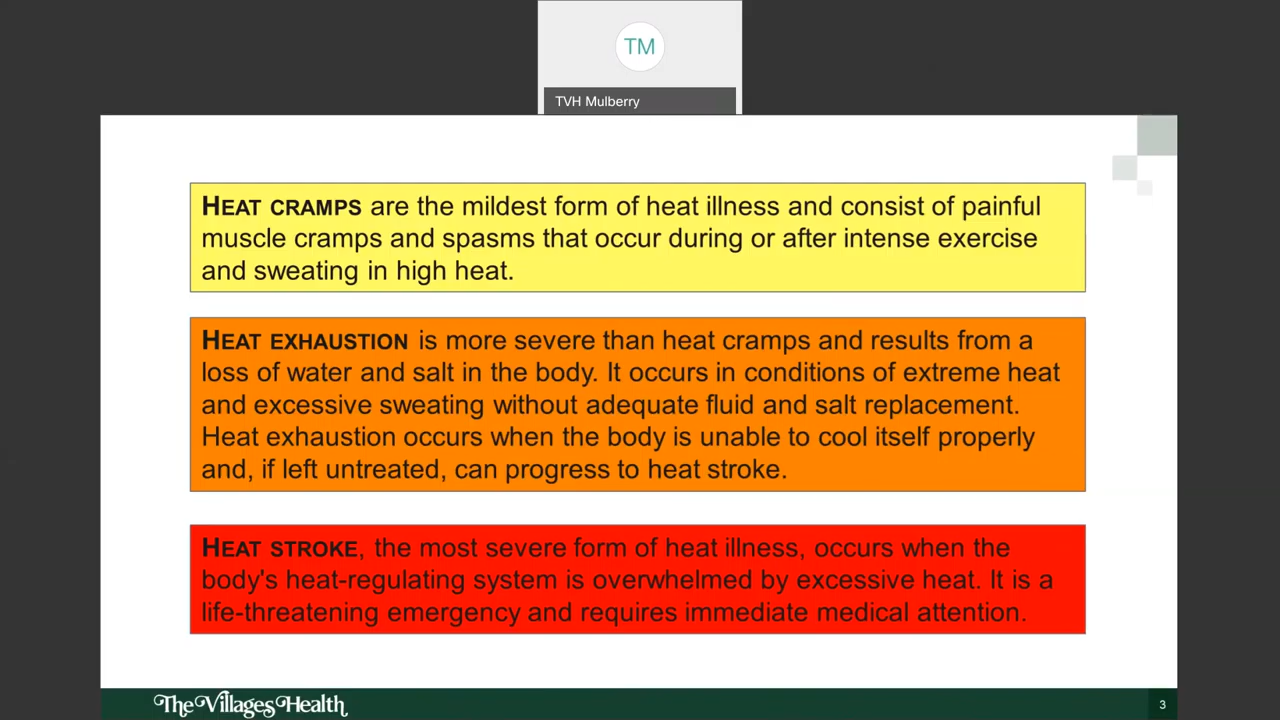 TM
TVH Mulberry
HEAT CRAMPS are the mildest form of heat illness and consist of painful
muscle cramps and spasms that occur during or after intense exercise
and sweating in high heat.
HEAT EXHAUSTION is more severe than heat cramps and results from a
loss of water and salt in the body. It occurs in conditions of extreme heat
and excessive sweating without adequate fluid and salt replacement.
Heat exhaustion occurs when the body is unable to cool itself properly
and, if left untreated, can progress to heat stroke.
HEAT STROKE, the most severe form of heat illness, occurs when the
body's heat-regulating system is overwhelmed by excessive heat. It is a
life-threatening emergency and requires immediate medical attention.
The Villages Health
3